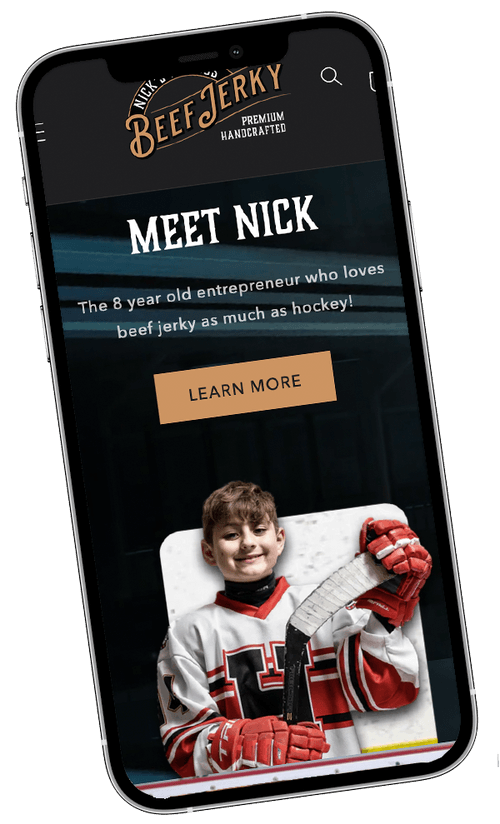 NICK
BEEF JERKY
PREMIUM
HANDCRAFTED
MEET NICK
The 8 year old entrepreneur who loves
beef jerky as much as hockey!
LEARN MORE